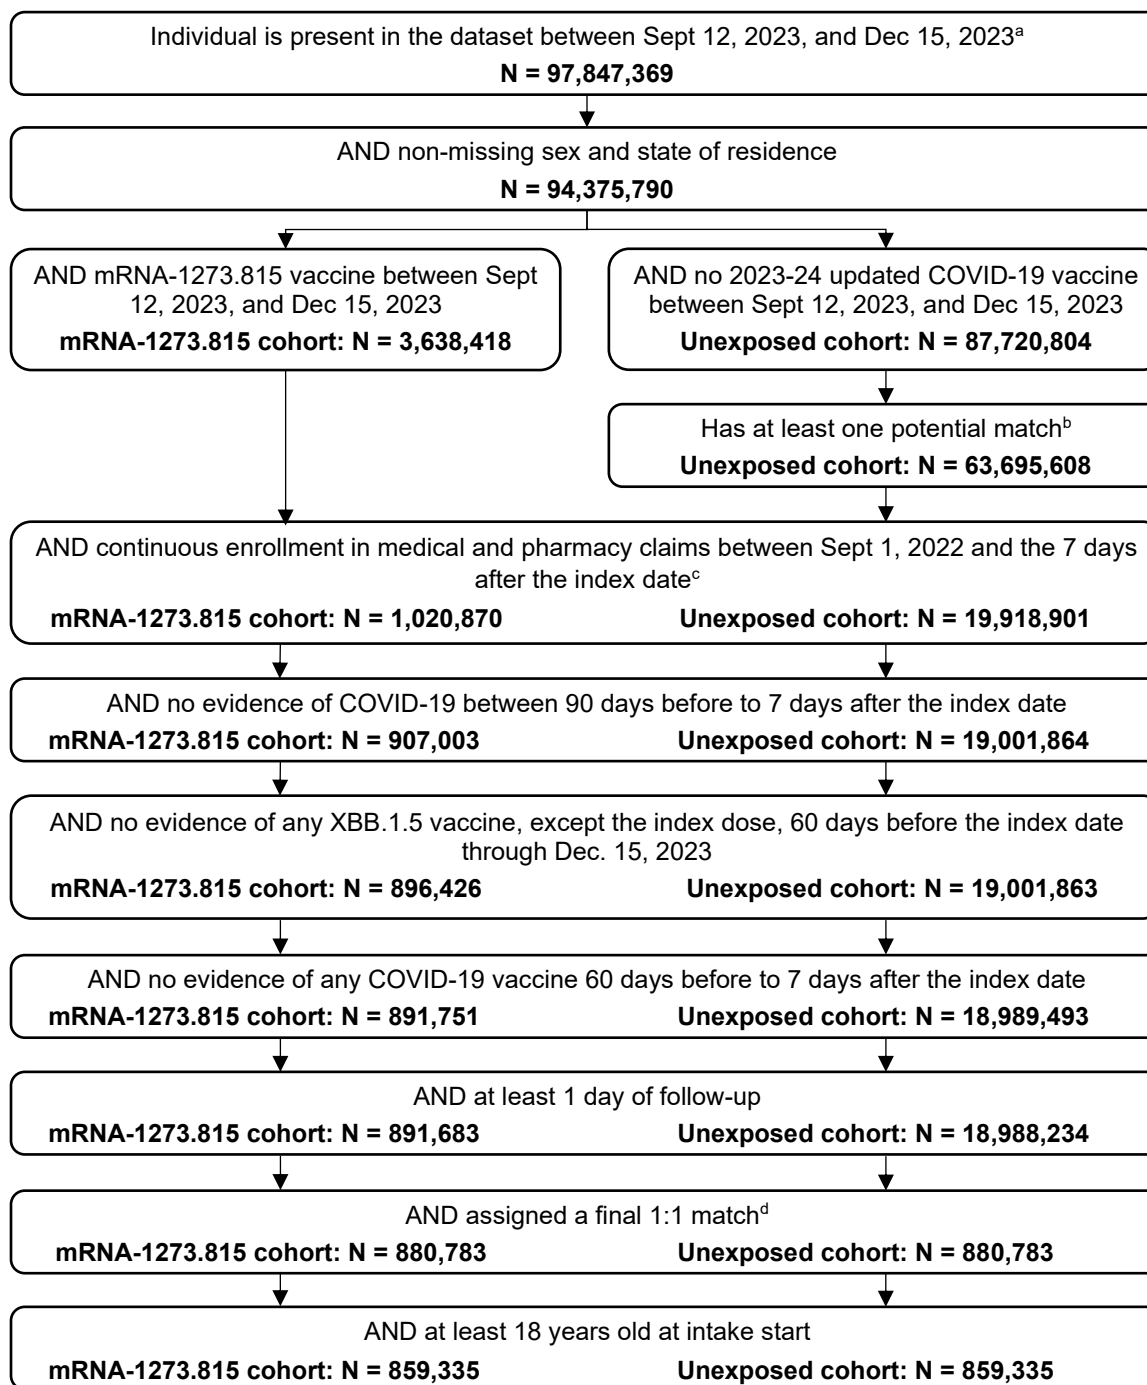 Individual is present in the dataset between Sept 12, 2023, and Dec 15, 2023ᵃ
N = 97,847,369
AND non-missing sex and state of residence
N = 94,375,790
AND mRNA-1273.815 vaccine between Sept
12, 2023, and Dec 15, 2023
mRNA-1273.815 cohort: N = 3,638,418
AND no 2023-24 updated COVID-19 vaccine
between Sept 12, 2023, and Dec 15, 2023
Unexposed cohort: N = 87,720,804
Has at least one potential matchᵇ
Unexposed cohort: N = 63,695,608
AND continuous enrollment in medical and pharmacy claims between Sept 1, 2022 and the 7 days
after the index dateᶜ
mRNA-1273.815 cohort: N = 1,020,870 Unexposed cohort: N = 19,918,901
AND no evidence of COVID-19 between 90 days before to 7 days after the index date
mRNA-1273.815 cohort: N = 907,003 Unexposed cohort: N = 19,001,864
AND no evidence of any XBB.1.5 vaccine, except the index dose, 60 days before the index date
through Dec. 15, 2023
mRNA-1273.815 cohort: N = 896,426 Unexposed cohort: N = 19,001,863
AND no evidence of any COVID-19 vaccine 60 days before to 7 days after the index date
mRNA-1273.815 cohort: N = 891,751 Unexposed cohort: N = 18,989,493
AND at least 1 day of follow-up
mRNA-1273.815 cohort: N = 891,683 Unexposed cohort: N = 18,988,234
AND assigned a final 1:1 matchᵈ
mRNA-1273.815 cohort: N = 880,783 Unexposed cohort: N = 880,783
AND at least 18 years old at intake start
mRNA-1273.815 cohort: N = 859,335 Unexposed cohort: N = 859,335